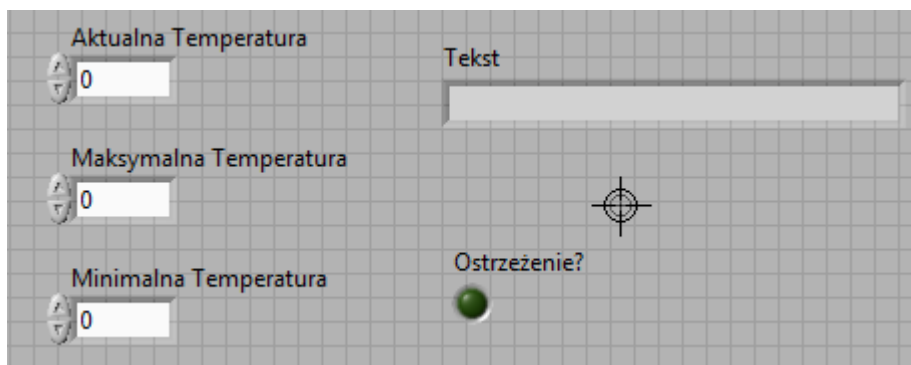 Aktualna Temperatura
0
Tekst
Maksymalna Temperatura
0
Minimalna Temperatura
0
Ostrzeżenie?